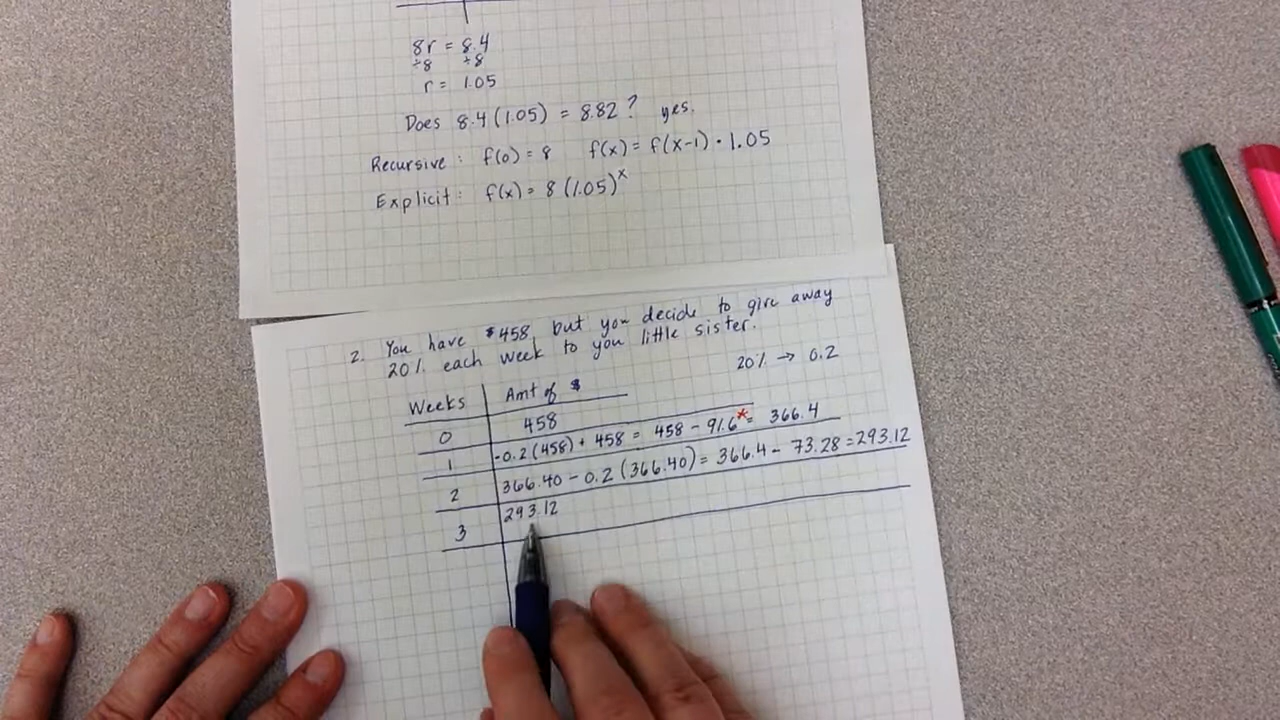 8r = 8.4
÷8 ÷8
r = 1.05
Does 8.4(1.05) = 8.82? yes.
Recursive: f(0) = 8 f(x) = f(x-1) • 1.05
Explicit: f(x) = 8(1.05)^x
2. You have $458 but you decide to give away
20% each week to you little sister.
20% → 0.2
Weeks Amt of $
0 458
1 -0.2(458) + 458 = 458 - 91.6* = 366.4
2 366.40 - 0.2(366.40) = 366.4 - 73.28 = 293.12
3 293.12